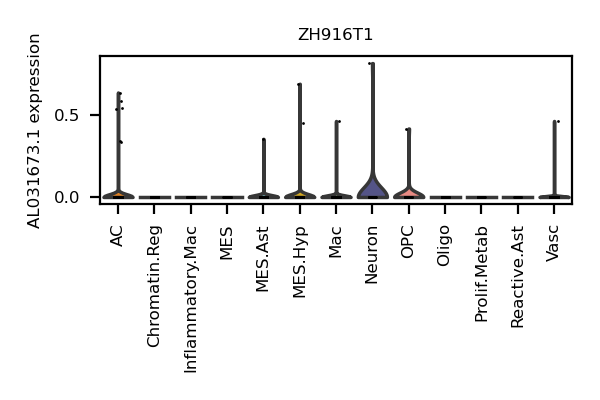 ZH916T1
AL031673.1 expression
0.5
0.0
AC
Chromatin.Reg
Inflammatory.Mac
MES
MES.Ast
MES.Hyp
Mac
Neuron
OPC
Oligo
Prolif.Metab
Reactive.Ast
Vasc